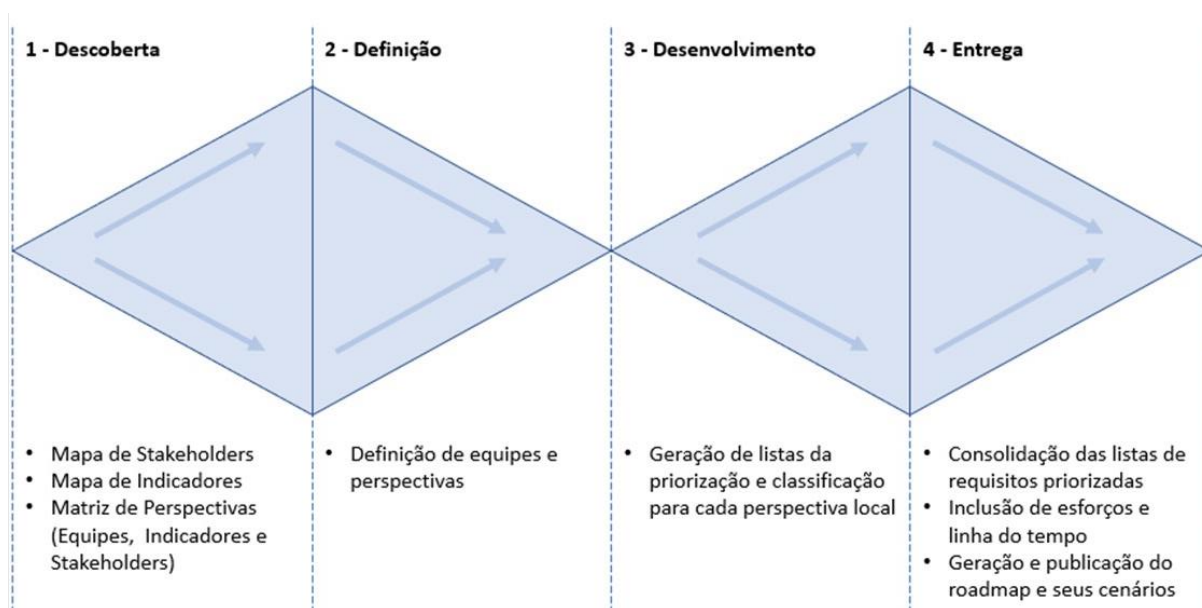 1 - Descoberta
2 - Definição
3 - Desenvolvimento
4 - Entrega
• Mapa de Stakeholders
• Mapa de Indicadores
• Matriz de Perspectivas
(Equipes, Indicadores e
Stakeholders)
• Definição de equipes e
perspectivas
• Geração de listas da
priorização e classificação
para cada perspectiva local
• Consolidação das listas de
requisitos priorizadas
• Inclusão de esforços e
linha do tempo
• Geração e publicação do
roadmap e seus cenários